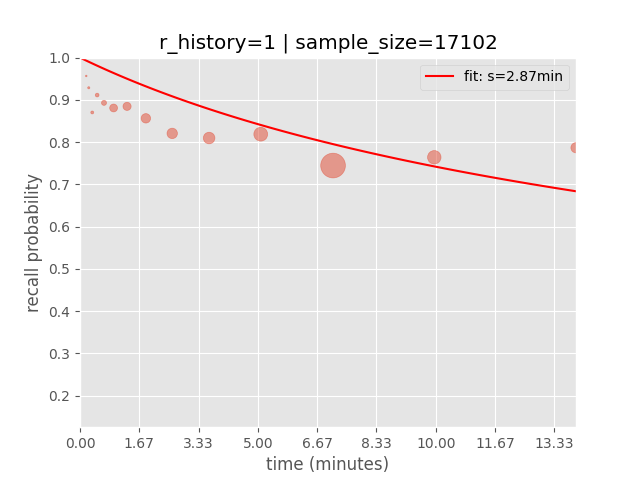 r_history=1 | sample_size=17102
fit: s=2.87min
recall probability
1.0
0.9
0.8
0.7
0.6
0.5
0.4
0.3
0.2
0.00 1.67 3.33 5.00 6.67 8.33 10.00 11.67 13.33
time (minutes)